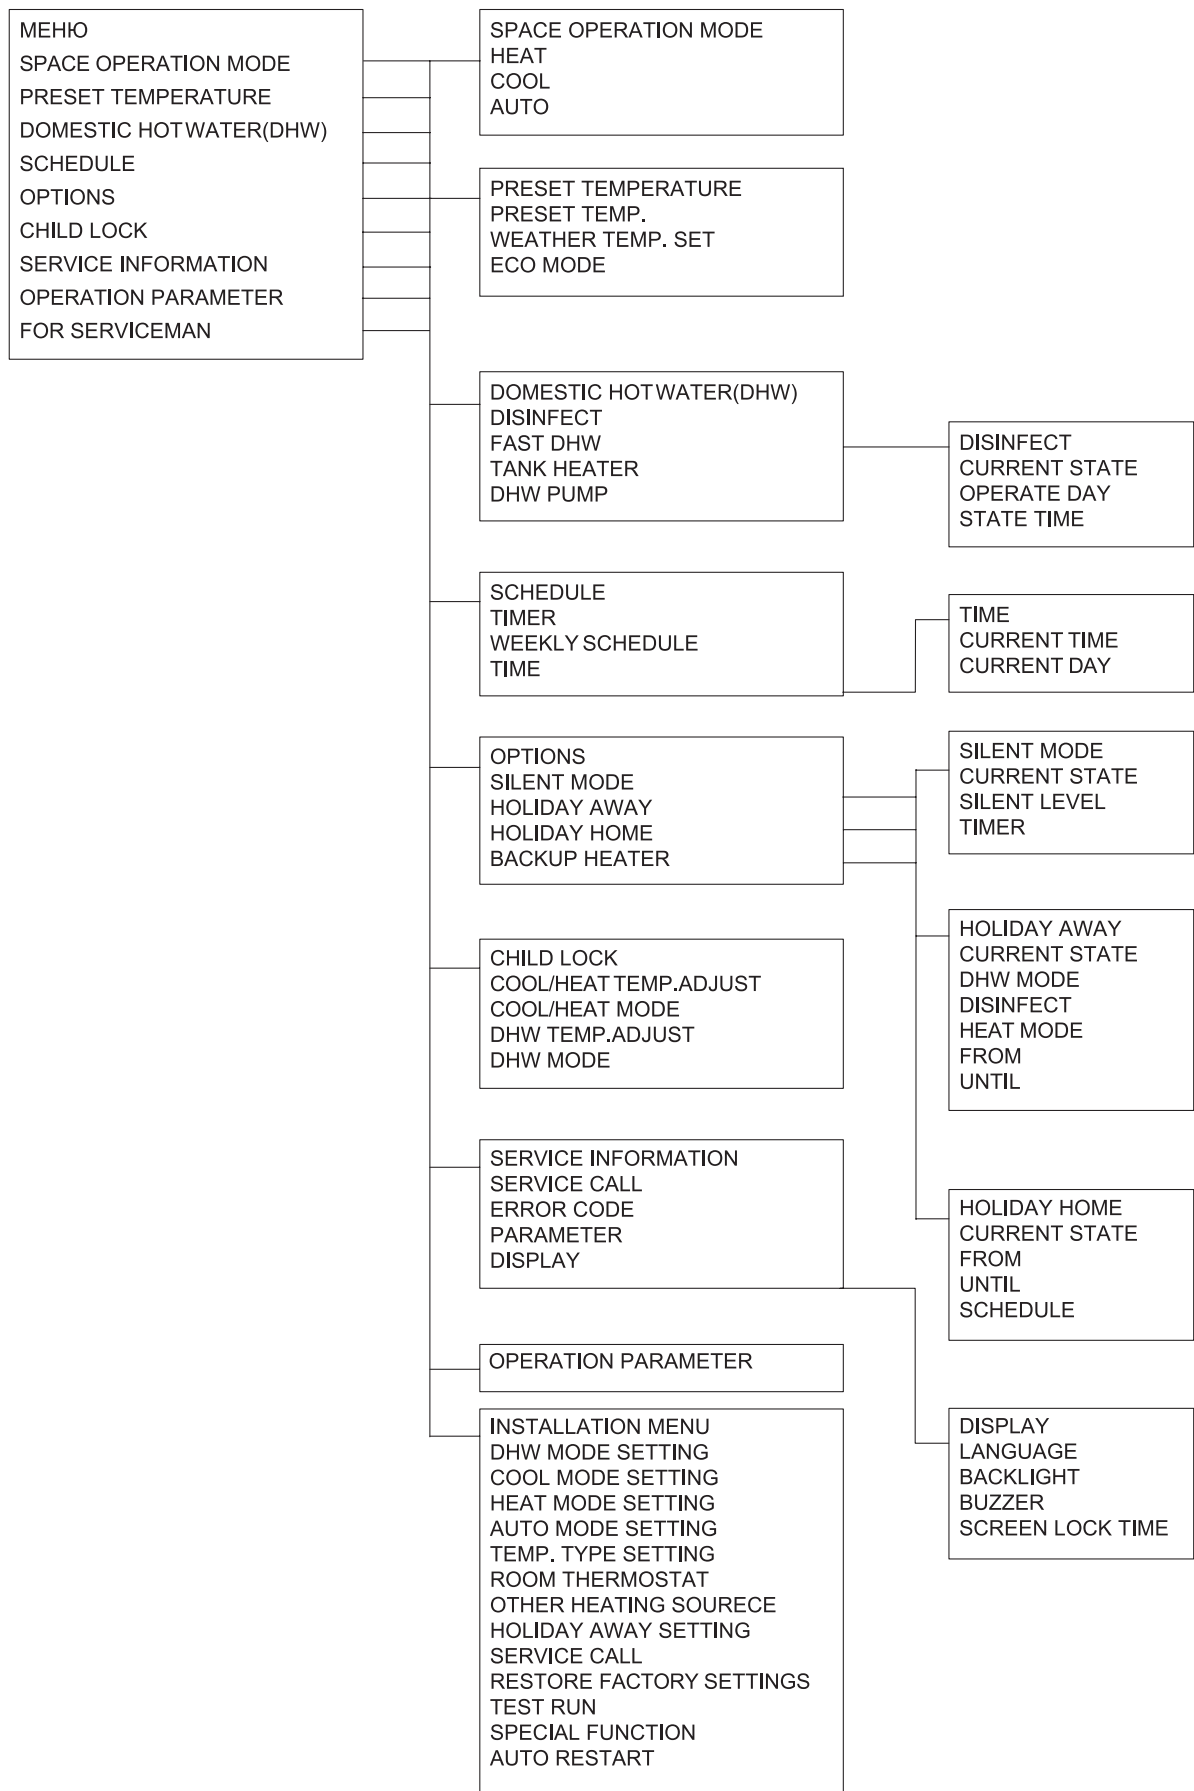 МЕНЮ
SPACE OPERATION MODE
PRESET TEMPERATURE
DOMESTIC HOT WATER(DHW)
SCHEDULE
OPTIONS
CHILD LOCK
SERVICE INFORMATION
OPERATION PARAMETER
FOR SERVICEMAN
SPACE OPERATION MODE
HEAT
COOL
AUTO
PRESET TEMPERATURE
PRESET TEMP.
WEATHER TEMP. SET
ECO MODE
DOMESTIC HOT WATER(DHW)
DISINFECT
FAST DHW
TANK HEATER
DHW PUMP
DISINFECT
CURRENT STATE
OPERATE DAY
STATE TIME
SCHEDULE
TIMER
WEEKLY SCHEDULE
TIME
TIME
CURRENT TIME
CURRENT DAY
OPTIONS
SILENT MODE
HOLIDAY AWAY
HOLIDAY HOME
BACKUP HEATER
SILENT MODE
CURRENT STATE
SILENT LEVEL
TIMER
HOLIDAY AWAY
CURRENT STATE
DHW MODE
DISINFECT
HEAT MODE
FROM
UNTIL
CHILD LOCK
COOL/HEAT TEMP.ADJUST
COOL/HEAT MODE
DHW TEMP.ADJUST
DHW MODE
SERVICE INFORMATION
SERVICE CALL
ERROR CODE
PARAMETER
DISPLAY
HOLIDAY HOME
CURRENT STATE
FROM
UNTIL
SCHEDULE
OPERATION PARAMETER
INSTALLATION MENU
DHW MODE SETTING
COOL MODE SETTING
HEAT MODE SETTING
AUTO MODE SETTING
TEMP. TYPE SETTING
ROOM THERMOSTAT
OTHER HEATING SOURECE
HOLIDAY AWAY SETTING
SERVICE CALL
RESTORE FACTORY SETTINGS
TEST RUN
SPECIAL FUNCTION
AUTO RESTART
DISPLAY
LANGUAGE
BACKLIGHT
BUZZER
SCREEN LOCK TIME